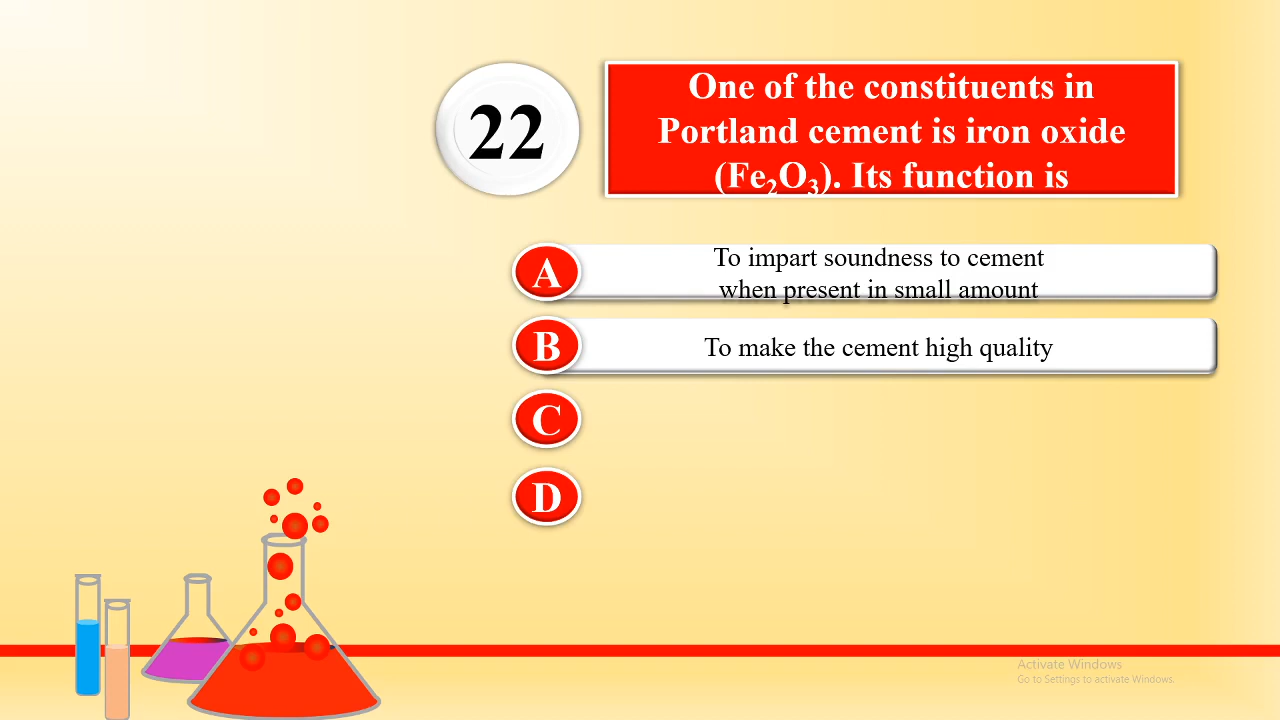 22
One of the constituents in
Portland cement is iron oxide
(Fe₂O₃). Its function is
A
To impart soundness to cement
when present in small amount
B
To make the cement high quality
C
D
Activate Windows
Go to Settings to activate Windows.